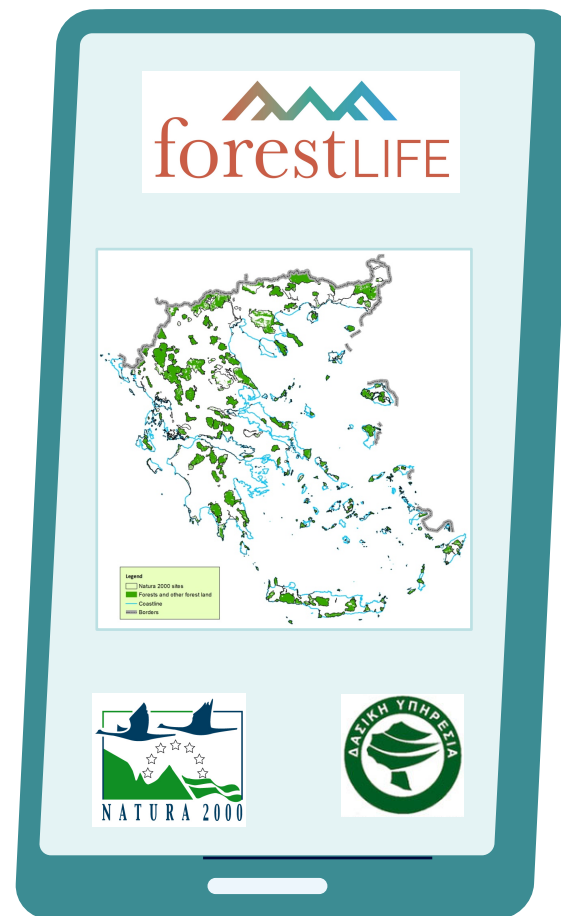 forestLIFE
Legend
Natura 2000 sites
Forests and other forest land
Coastline
Borders
NATURA 2000
ΔΑΣΙΚΗ ΥΠΗΡΕΣΙΑ